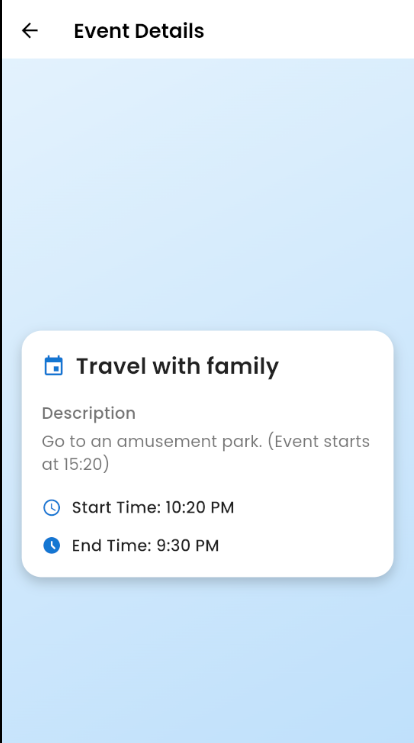 Event Details
Travel with family
Description
Go to an amusement park. (Event starts
at 15:20)
Start Time: 10:20 PM
End Time: 9:30 PM